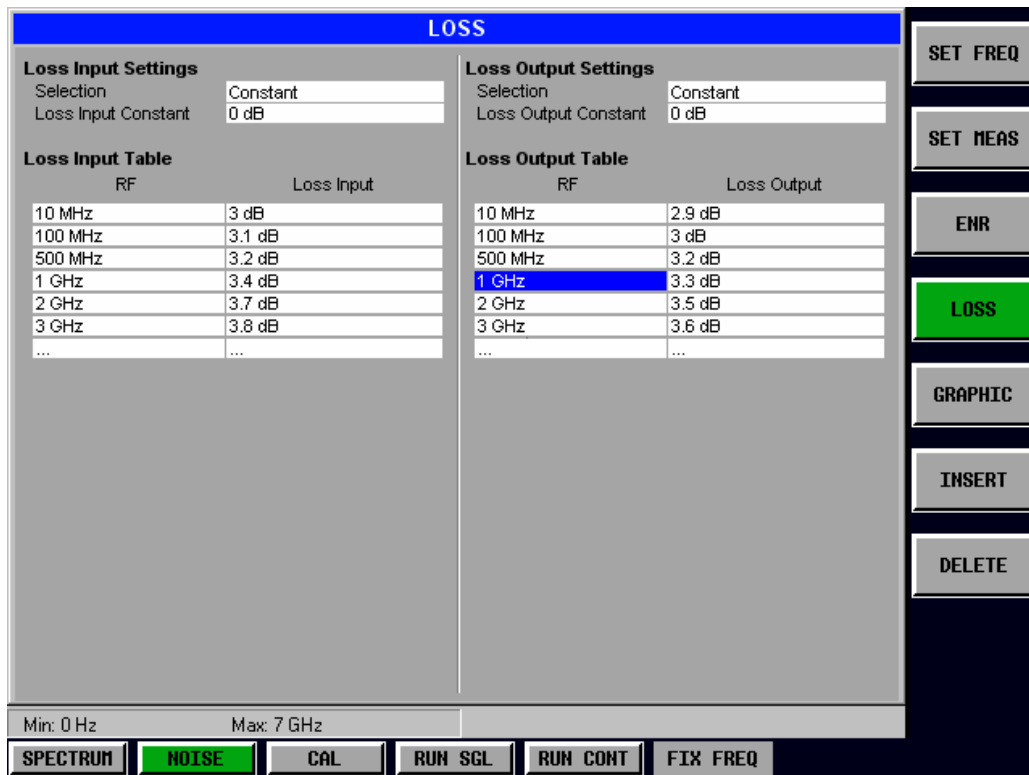 LOSS
Loss Input Settings
Selection Constant
Loss Input Constant 0 dB
Loss Input Table
RF Loss Input
10 MHz 3 dB
100 MHz 3.1 dB
500 MHz 3.2 dB
1 GHz 3.4 dB
2 GHz 3.7 dB
3 GHz 3.8 dB
... ...
Loss Output Settings
Selection Constant
Loss Output Constant 0 dB
Loss Output Table
RF Loss Output
10 MHz 2.9 dB
100 MHz 3 dB
500 MHz 3.2 dB
1 GHz 3.3 dB
2 GHz 3.5 dB
3 GHz 3.6 dB
... ...
Min: 0 Hz Max: 7 GHz
SET FREQ
SET MEAS
ENR
LOSS
GRAPHIC
INSERT
DELETE
SPECTRUM NOISE CAL RUN SGL RUN CONT FIX FREQ